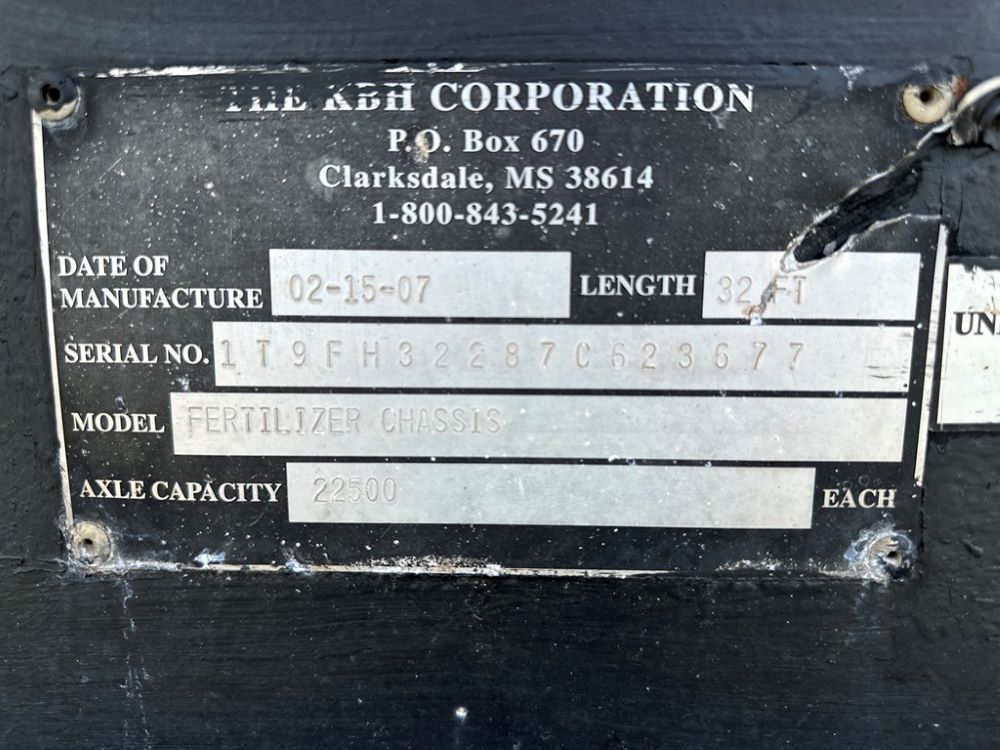 THE KBH CORPORATION
P.O. Box 670
Clarksdale, MS 38614
1-800-843-5241
DATE OF MANUFACTURE 02-15-07 LENGTH 32 FT
SERIAL NO. 1T9FH32287C623677
MODEL FERTILIZER CHASSIS
AXLE CAPACITY 22500 EACH